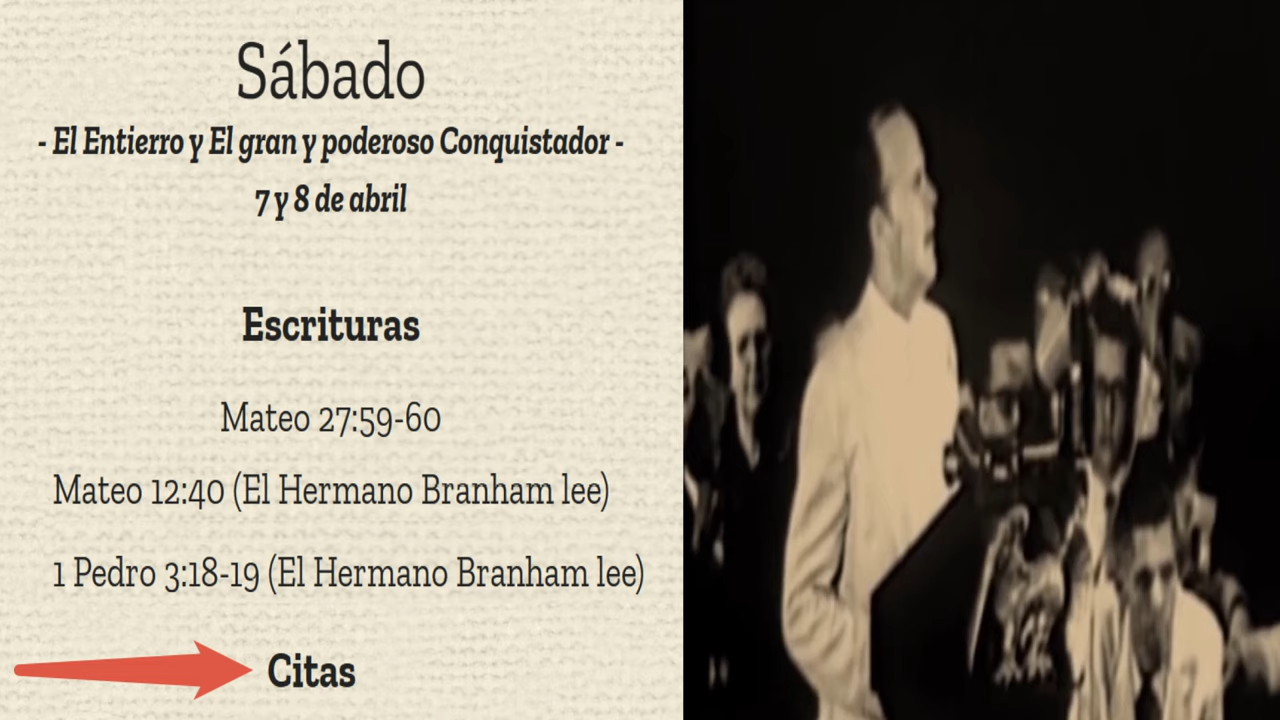 Sábado
- El Entierro y El gran y poderoso Conquistador -
7 y 8 de abril
Escrituras
Mateo 27:59-60
Mateo 12:40 (El Hermano Branham lee)
1 Pedro 3:18-19 (El Hermano Branham lee)
Citas